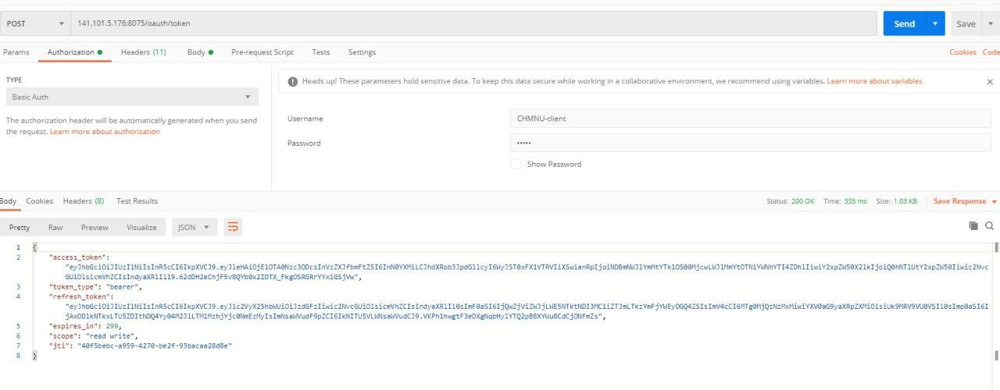 POST 141.101.5.176:8075/oauth/token Send Save
Params Authorization Headers (11) Body Pre-request Script Tests Settings Cookies Code
TYPE
Basic Auth
The authorization header will be automatically generated when you send
the request. Learn more about authorization
Heads up! These parameters hold sensitive data. To keep this data secure while working in a collaborative environment, we recommend using variables. Learn more about variables
Username CHMNU-client
Password •••••
Show Password
Body Cookies Headers (8) Test Results Status: 200 OK Time: 335 ms Size: 1.03 KB Save Response
Pretty Raw Preview Visualize JSON
1 {
2 "access_token":
3 "token_type": "bearer",
4 "refresh_token":
5 "expires_in": 299,
6 "scope": "read write",
7 "jti": "40f5bebc-a959-4270-be2f-93bacaa28d8e"
8 }